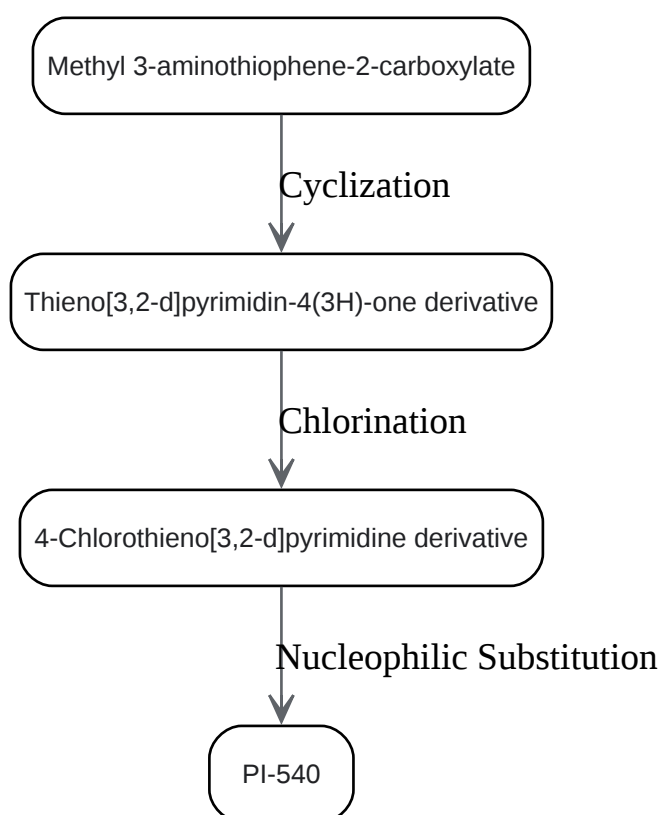 Methyl 3-aminothiophene-2-carboxylate
Cyclization
Thieno[3,2-d]pyrimidin-4(3H)-one derivative
Chlorination
4-Chlorothieno[3,2-d]pyrimidine derivative
Nucleophilic Substitution
PI-540